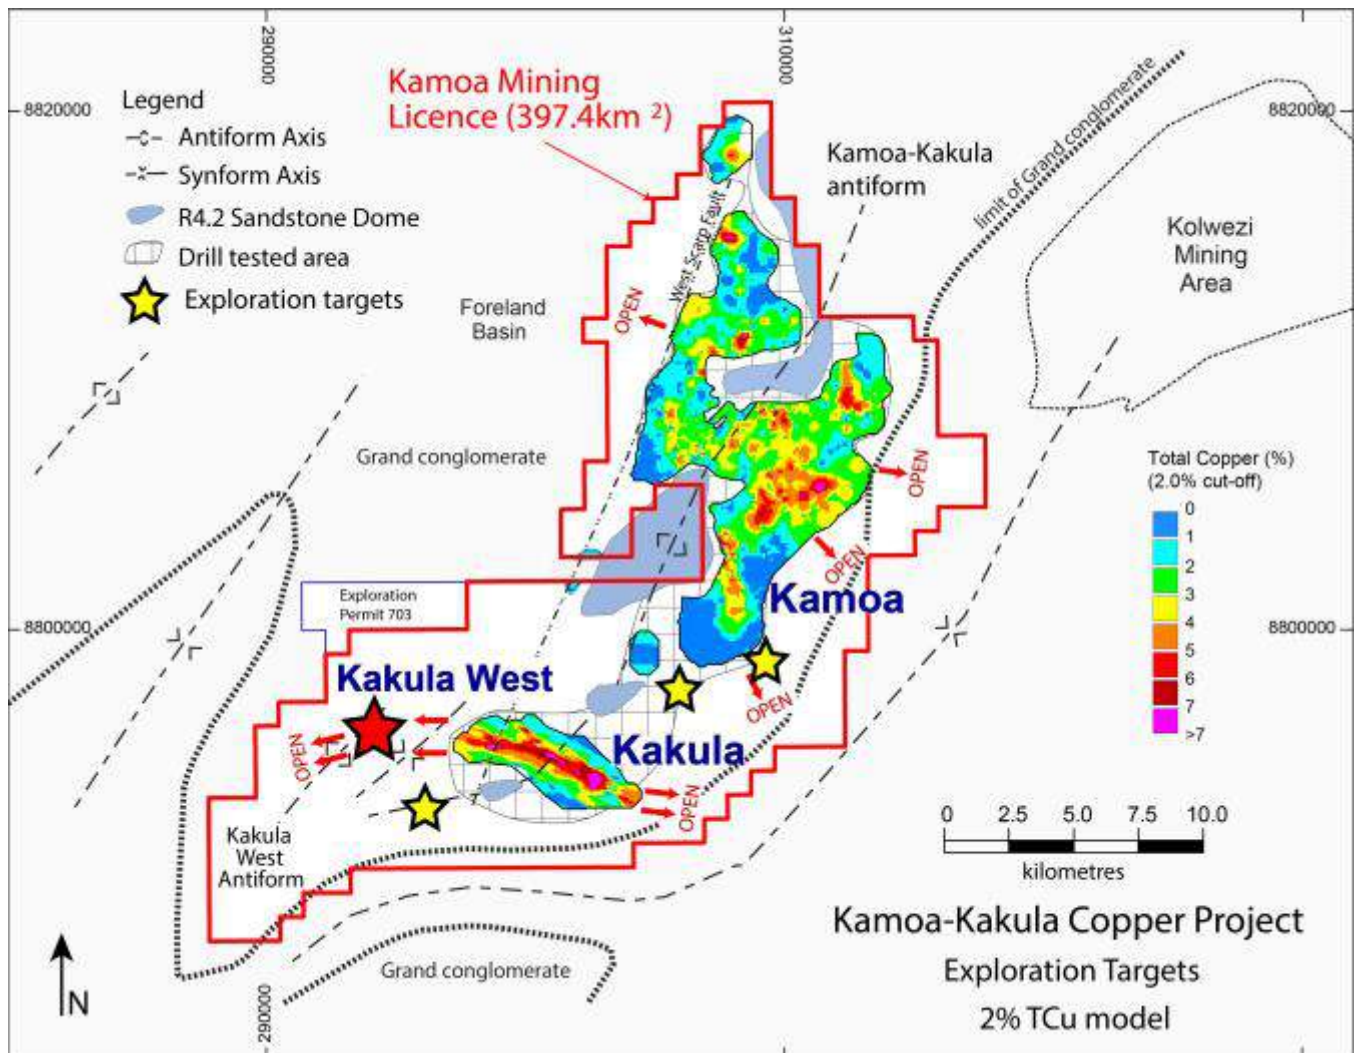 290000
310000
8820000
8820000
Legend
Antiform Axis
Synform Axis
R4.2 Sandstone Dome
Drill tested area
Exploration targets
Kamoa Mining
Licence (397.4km 2)
Kamoa-Kakula
antiform
limit of Grand conglomerate
Kolwezi
Mining
Area
West Scarp Fault
Foreland
Basin
OPEN
Grand conglomerate
OPEN
Total Copper (%)
(2.0% cut-off)
0
1
2
3
4
5
6
7
>7
OPEN
Exploration
Permit 703
Kamoa
8800000
8800000
Kakula West
OPEN
Kakula
OPEN
OPEN
0 2.5 5.0 7.5 10.0
kilometres
Kakula
West
Antiform
Kamoa-Kakula Copper Project
Exploration Targets
2% TCu model
Grand conglomerate
N
290000